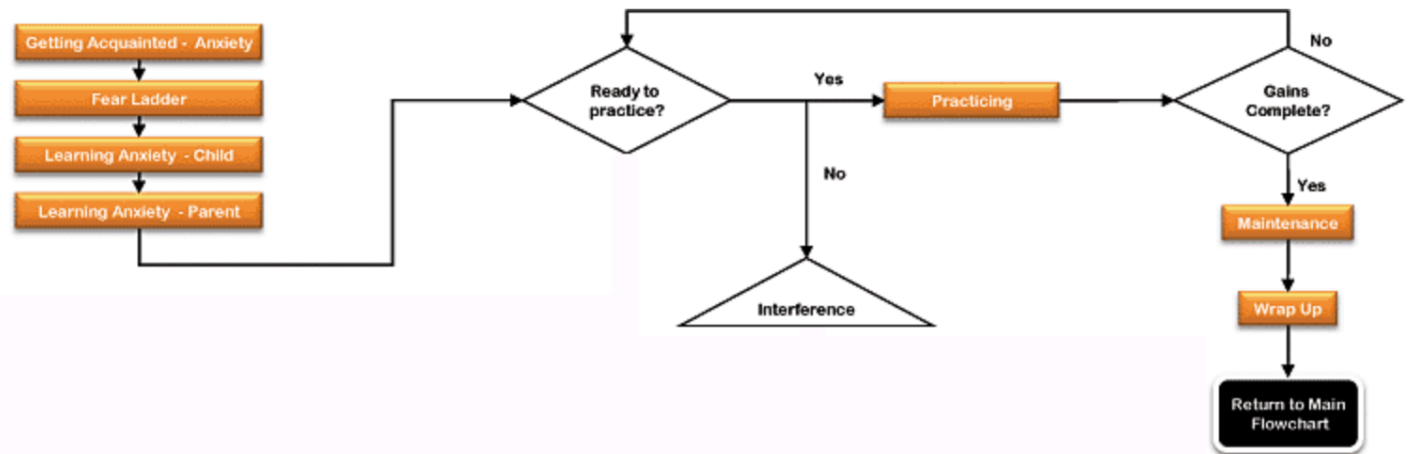 Getting Acquainted - Anxiety
Fear Ladder
Learning Anxiety - Child
Learning Anxiety - Parent
Ready to
practice?
Yes
No
Interference
Practicing
Gains
Complete?
No
Yes
Maintenance
Wrap Up
Return to Main
Flowchart